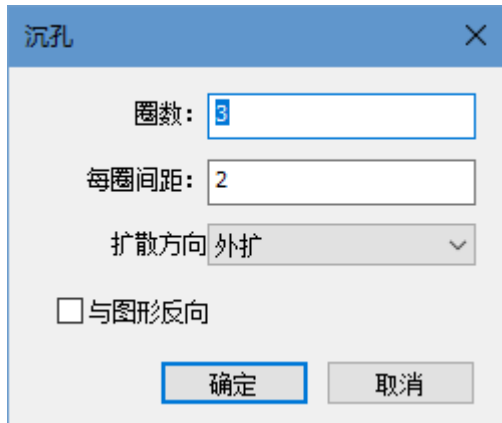 沉孔
圈数：3
每圈间距：2
扩散方向 外扩
与图形反向
确定 取消